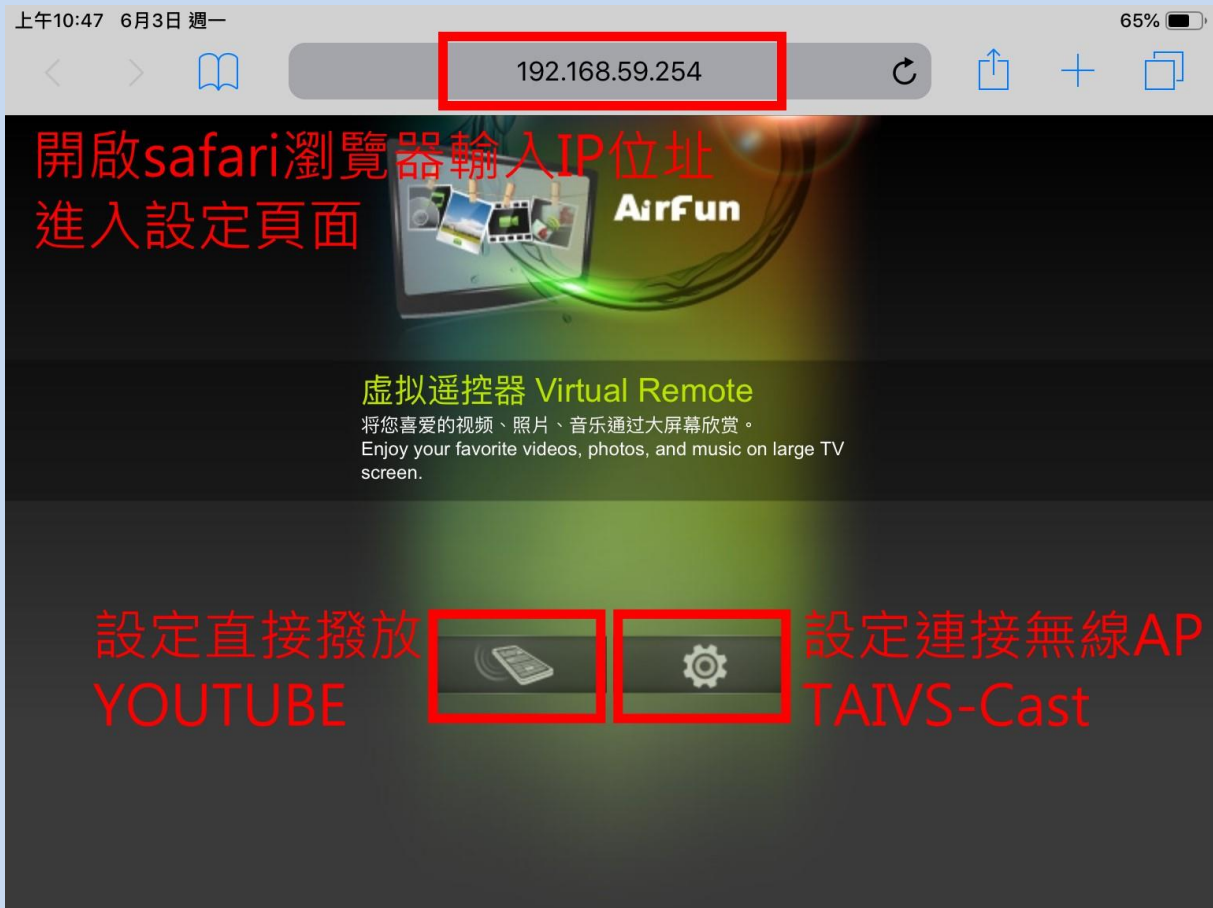 上午10:47 6月3日 週一
65%
192.168.59.254
開啟safari瀏覽器輸入IP位址
進入設定頁面
AirFun
虚拟遥控器 Virtual Remote
将您喜爱的视频、照片、音乐通过大屏幕欣赏。
Enjoy your favorite videos, photos, and music on large TV
screen.
設定直接撥放
YOUTUBE
設定連接無線AP
TAIVS-Cast